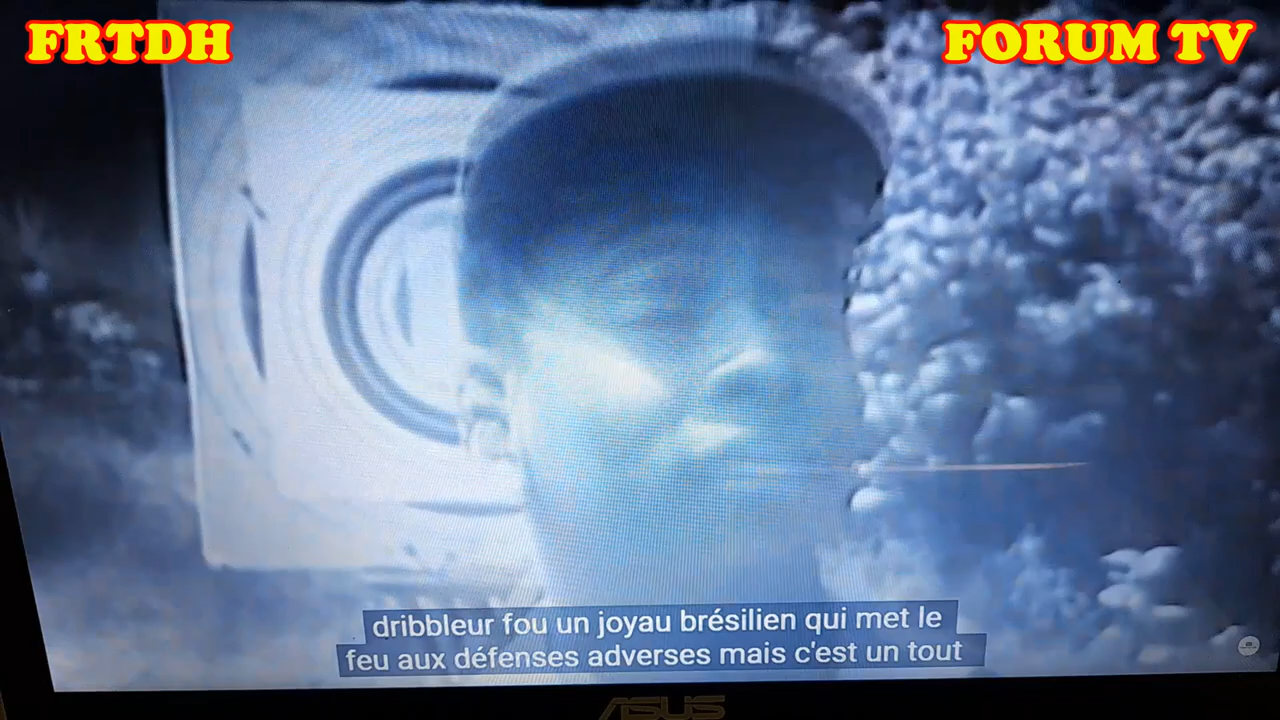 FRTDH
FORUM TV
dribbleur fou un joyau brésilien qui met le
feu aux défenses adverses mais c'est un tout
ASUS